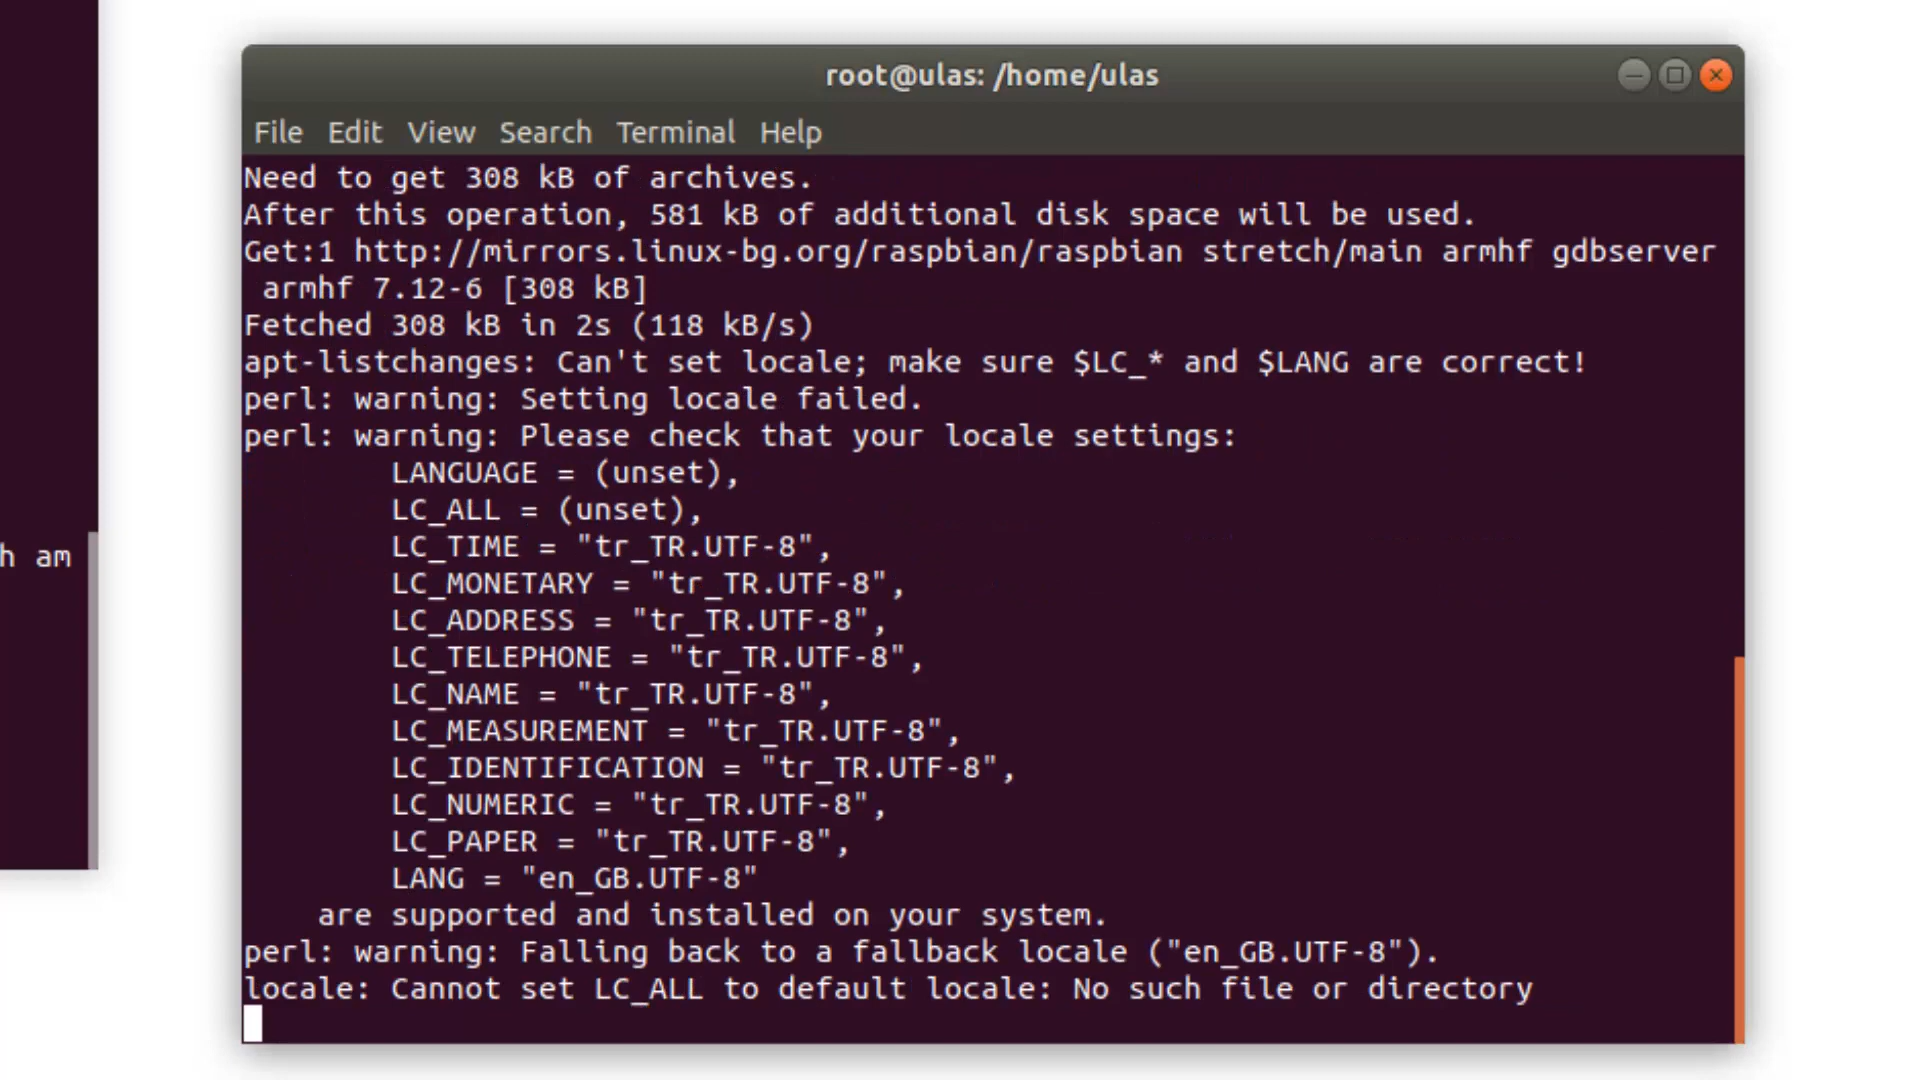 root@ulas: /home/ulas
File Edit View Search Terminal Help
Need to get 308 kB of archives.
After this operation, 581 kB of additional disk space will be used.
Get:1 http://mirrors.linux-bg.org/raspbian/raspbian stretch/main armhf gdbserver
 armhf 7.12-6 [308 kB]
Fetched 308 kB in 2s (118 kB/s)
apt-listchanges: Can't set locale; make sure $LC_* and $LANG are correct!
perl: warning: Setting locale failed.
perl: warning: Please check that your locale settings:
        LANGUAGE = (unset),
        LC_ALL = (unset),
        LC_TIME = "tr_TR.UTF-8",
        LC_MONETARY = "tr_TR.UTF-8",
        LC_ADDRESS = "tr_TR.UTF-8",
        LC_TELEPHONE = "tr_TR.UTF-8",
        LC_NAME = "tr_TR.UTF-8",
        LC_MEASUREMENT = "tr_TR.UTF-8",
        LC_IDENTIFICATION = "tr_TR.UTF-8",
        LC_NUMERIC = "tr_TR.UTF-8",
        LC_PAPER = "tr_TR.UTF-8",
        LANG = "en_GB.UTF-8"
    are supported and installed on your system.
perl: warning: Falling back to a fallback locale ("en_GB.UTF-8").
locale: Cannot set LC_ALL to default locale: No such file or directory
h am